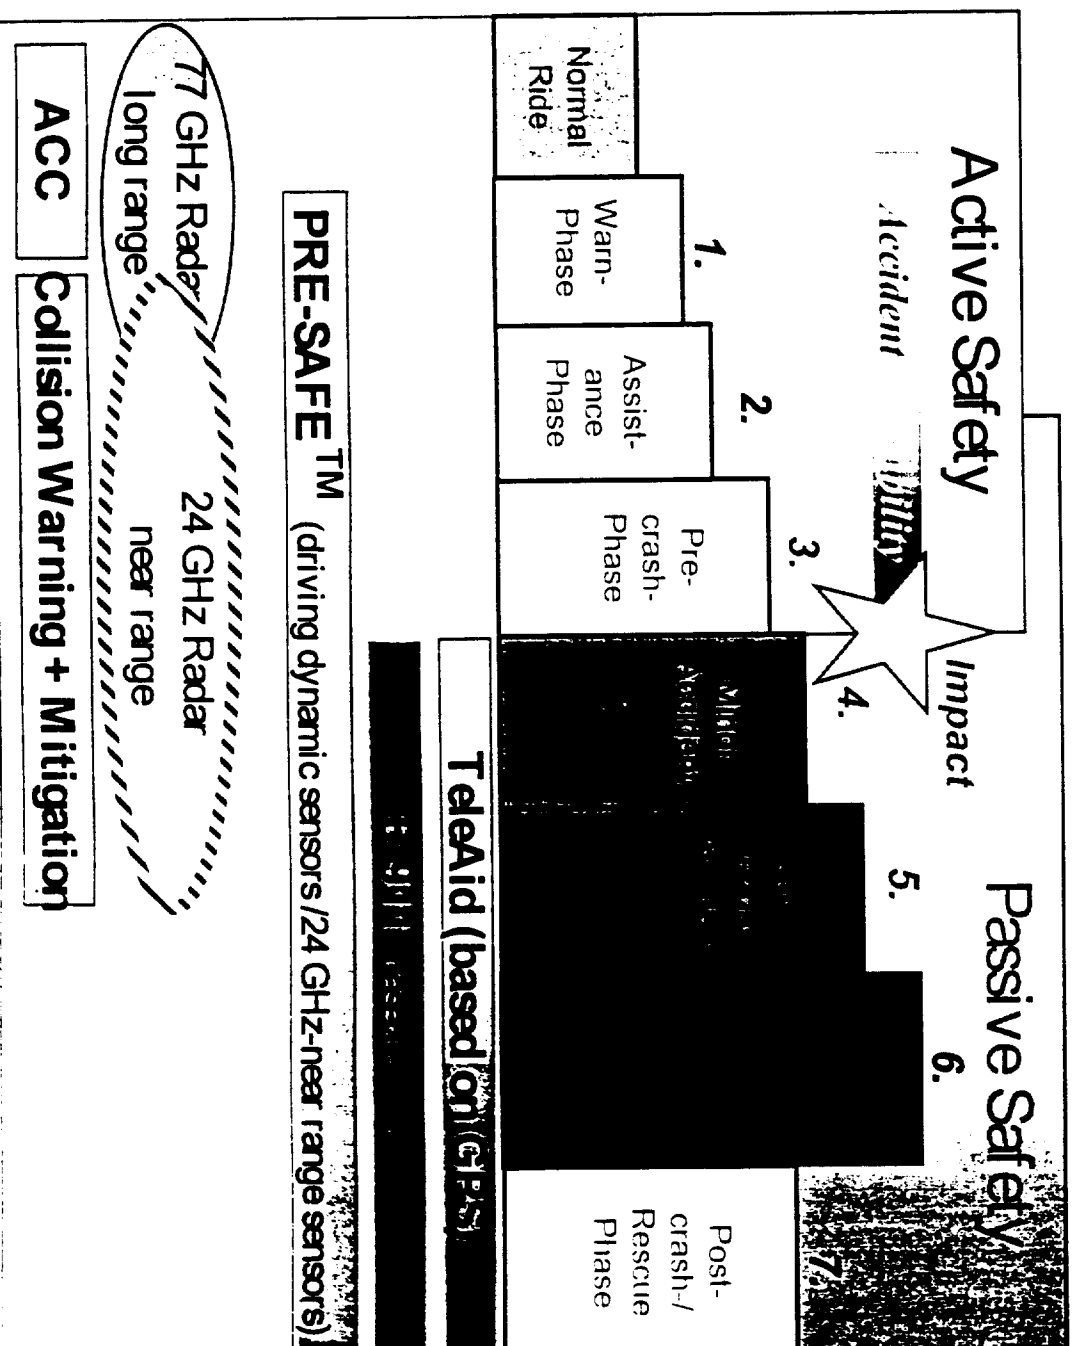 Active Safety
Passive Safety
Accident
Impact
1.
2.
3.
4.
5.
6.
7.
Normal
Ride
Warn-
Phase
Assist-
ance
Phase
Pre-
crash-
Phase
Post-
crash-/
Rescue
Phase
TeleAid (based on GPS)
PRE-SAFE™ (driving dynamic sensors/24 GHz-near range sensors)
77 GHz Radar
long range
24 GHz Radar
near range
ACC
Collision Warning + Mitigation